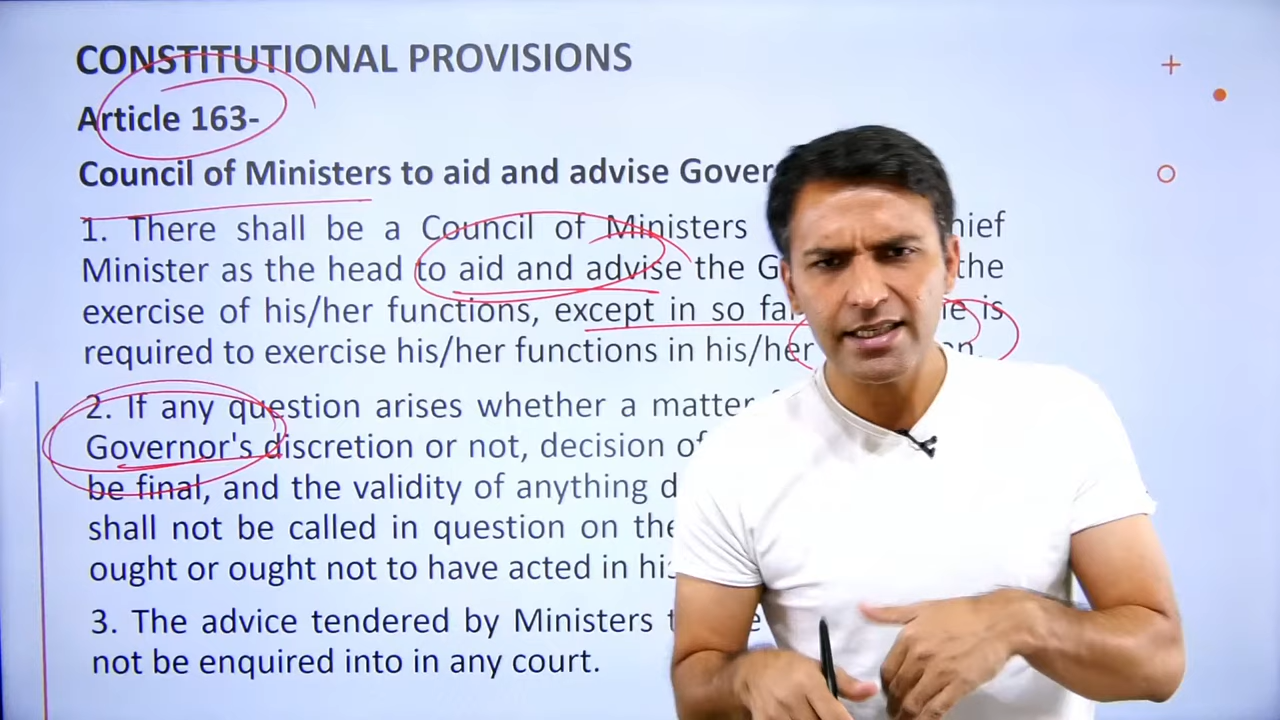 CONSTITUTIONAL PROVISIONS
Article 163-
Council of Ministers to aid and advise Gover
1. There shall be a Council of Ministers hief
Minister as the head to aid and advise the G the
exercise of his/her functions, except in so far is
required to exercise his/her functions in his/her
2. If any question arises whether a matter
Governor's discretion or not, decision of
be final, and the validity of anything d
shall not be called in question on the
ought or ought not to have acted in his
3. The advice tendered by Ministers
not be enquired into in any court.